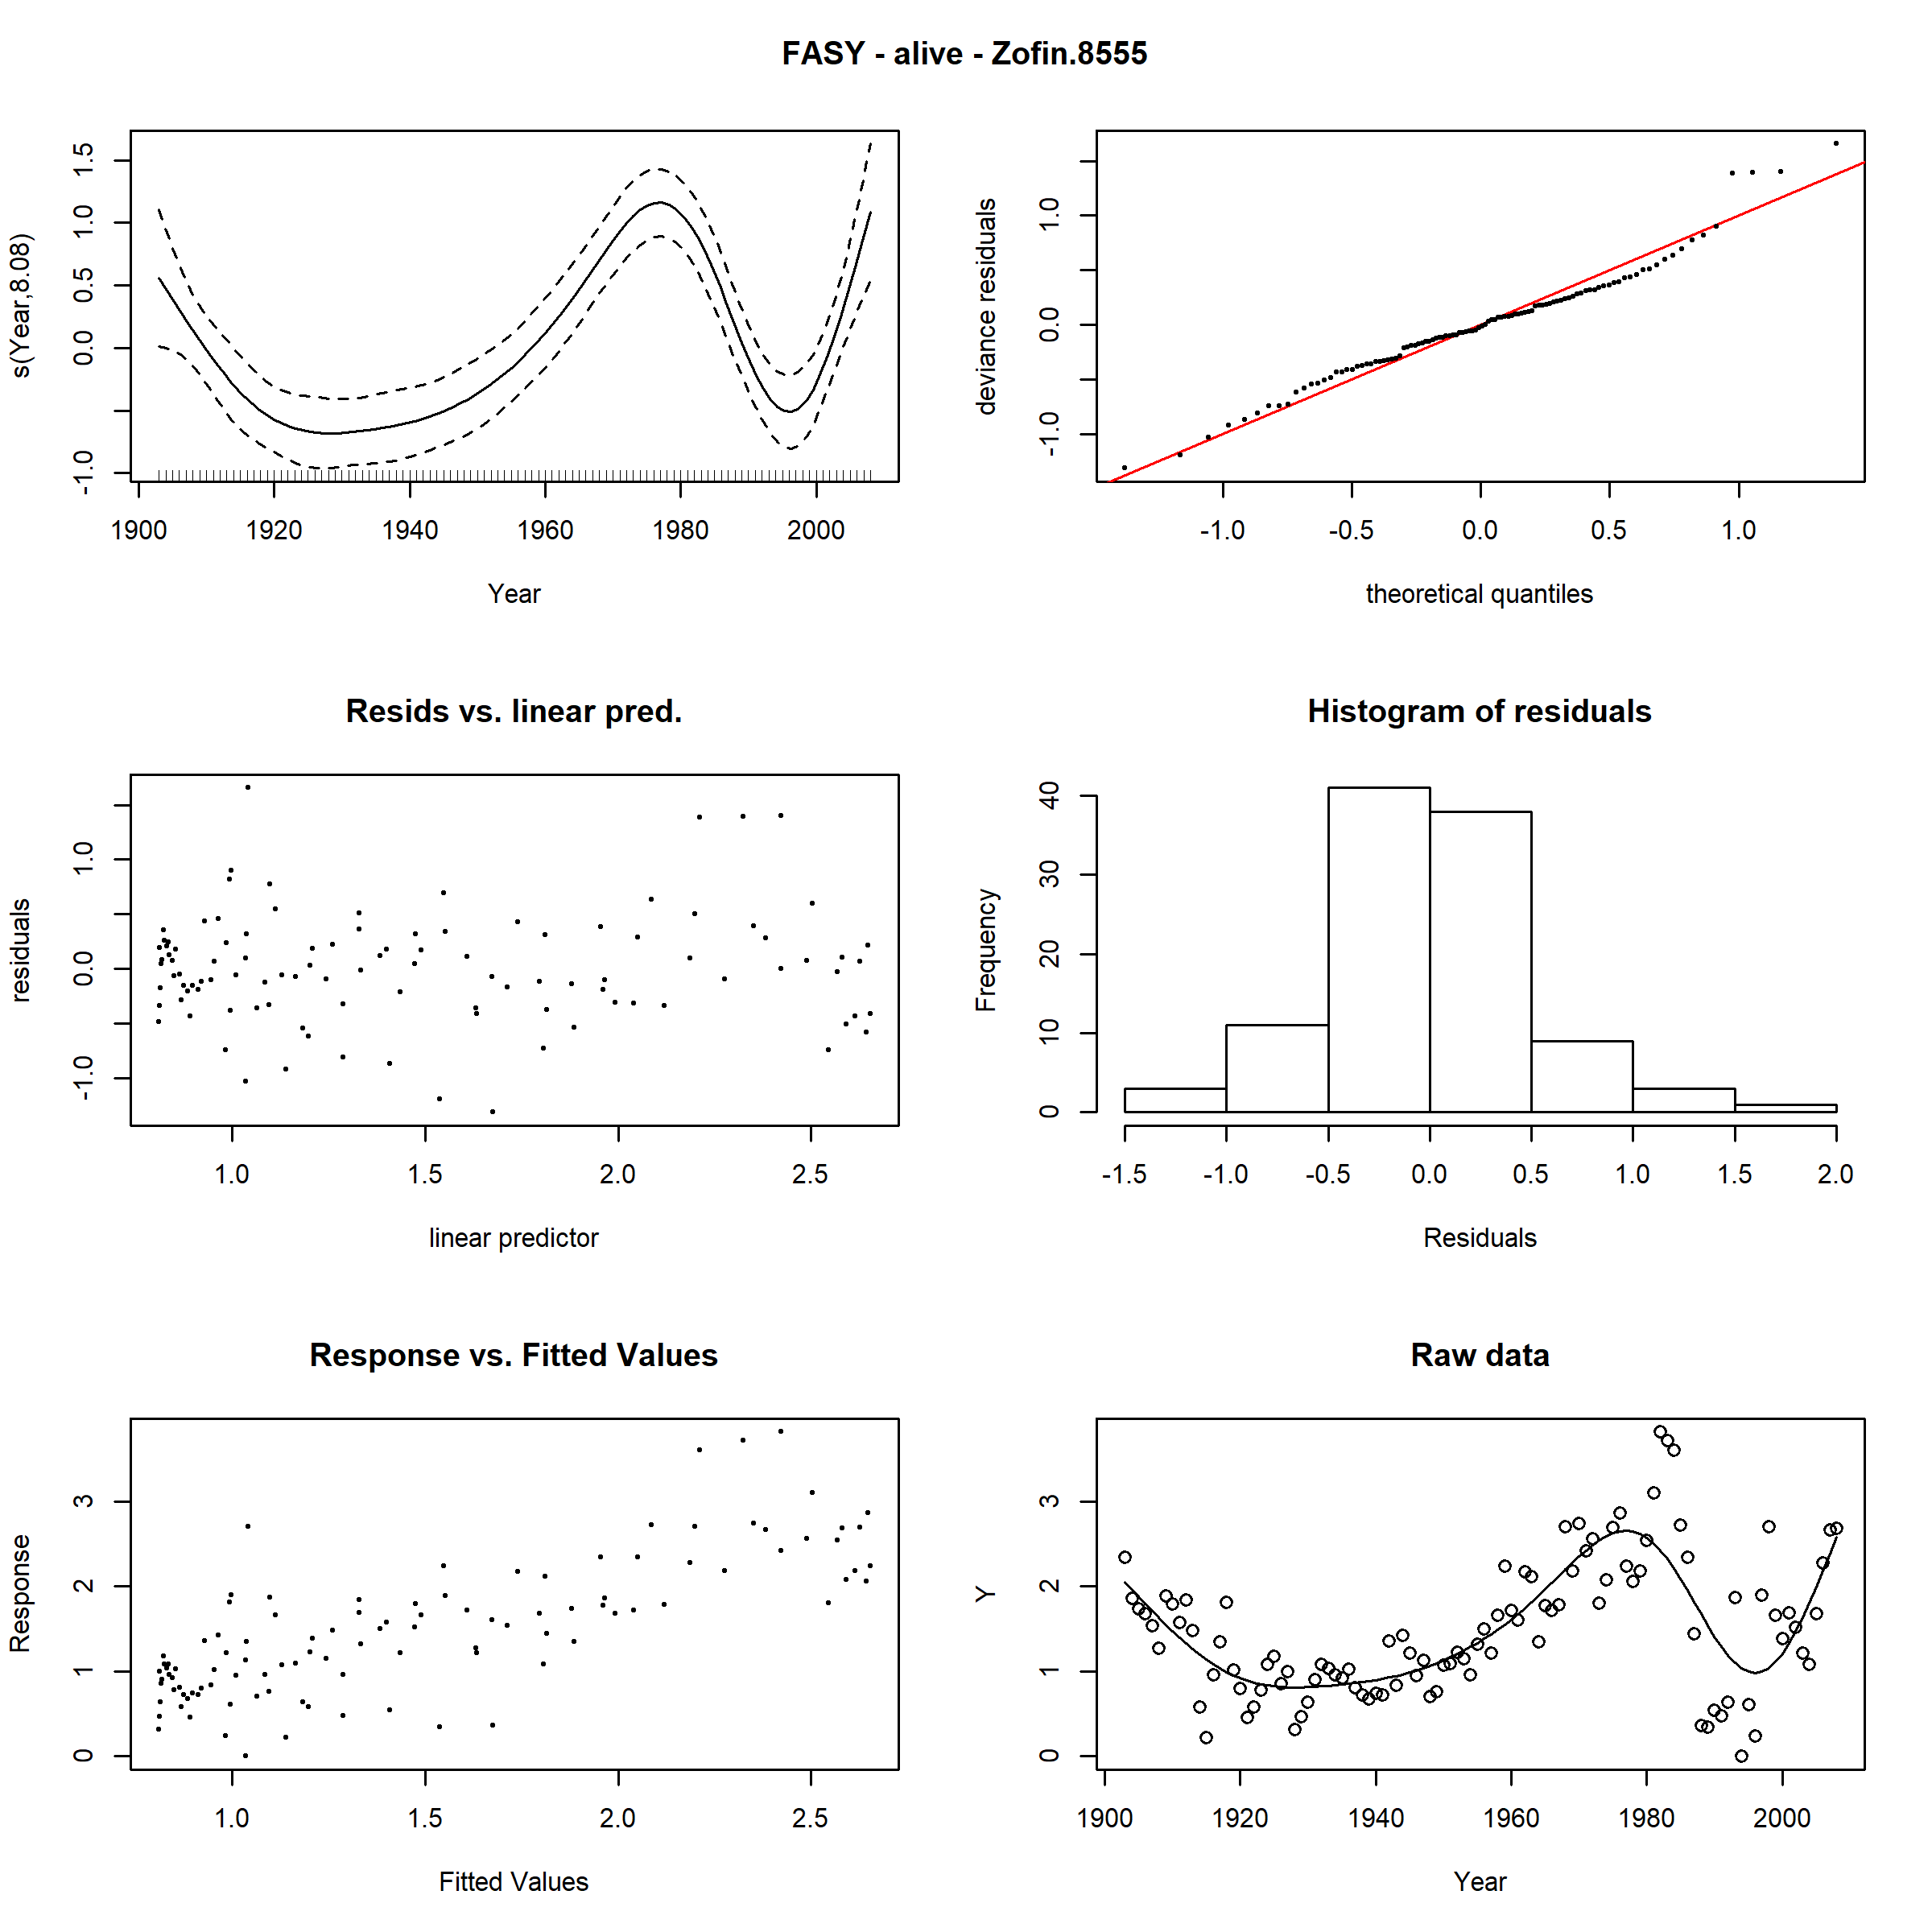 FASY - alive - Zofin.8555
s(Year,8.08)
-1.0 0.0 0.5 1.0 1.5
1900 1920 1940 1960 1980 2000
Year
deviance residuals
-1.0 0.0 1.0
-1.0 -0.5 0.0 0.5 1.0
theoretical quantiles
Resids vs. linear pred.
residuals
-1.0 0.0 1.0
1.0 1.5 2.0 2.5
linear predictor
Histogram of residuals
Frequency
0 10 20 30 40
-1.5 -1.0 -0.5 0.0 0.5 1.0 1.5 2.0
Residuals
Response vs. Fitted Values
Response
0 1 2 3
1.0 1.5 2.0 2.5
Fitted Values
Raw data
Y
0 1 2 3
1900 1920 1940 1960 1980 2000
Year